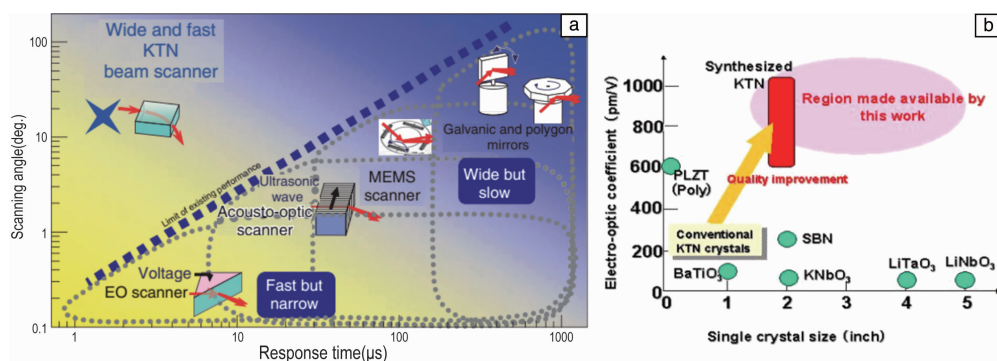 a
Wide and fast
KTN
beam scanner
Galvanic and polygon
mirrors
Limit of existing performance
Ultrasonic
wave
Acousto-optic
scanner
MEMS
scanner
Wide but
slow
Voltage
EO scanner
Fast but
narrow
Scanning angle(deg.)
100
10
1
0.1
1
10
100
1000
Response time(µs)
b
Electro-optic coefficient (pm/V)
1000
800
600
400
200
0
Synthesized
KTN
Region made available by
this work
PLZT
(Poly)
Quality improvement
Conventional
KTN crystals
SBN
BaTiO₃
KNbO₃
LiTaO₃
LiNbO₃
0
1
2
3
4
5
Single crystal size (inch)